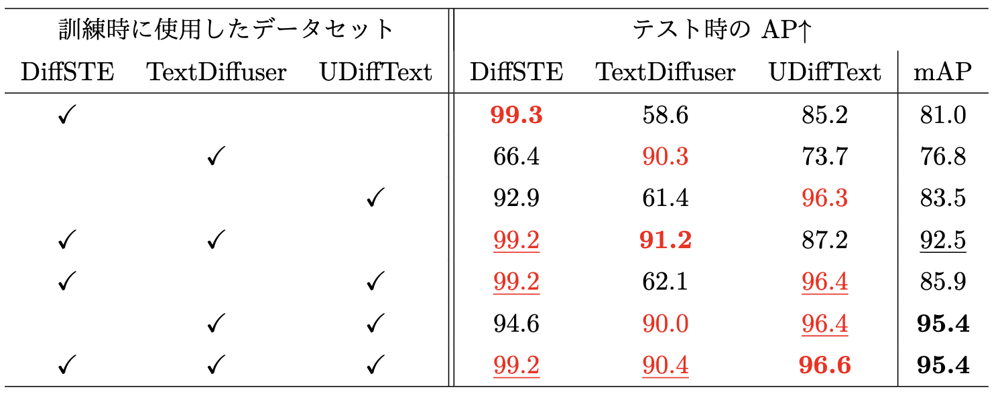 訓練時に使用したデータセット テスト時の AP↑
DiffSTE TextDiffuser UDiffText DiffSTE TextDiffuser UDiffText mAP
✓ 99.3 58.6 85.2 81.0
✓ 66.4 90.3 73.7 76.8
✓ 92.9 61.4 96.3 83.5
✓ ✓ 99.2 91.2 87.2 92.5
✓ ✓ 99.2 62.1 96.4 85.9
✓ ✓ 94.6 90.0 96.4 95.4
✓ ✓ ✓ 99.2 90.4 96.6 95.4